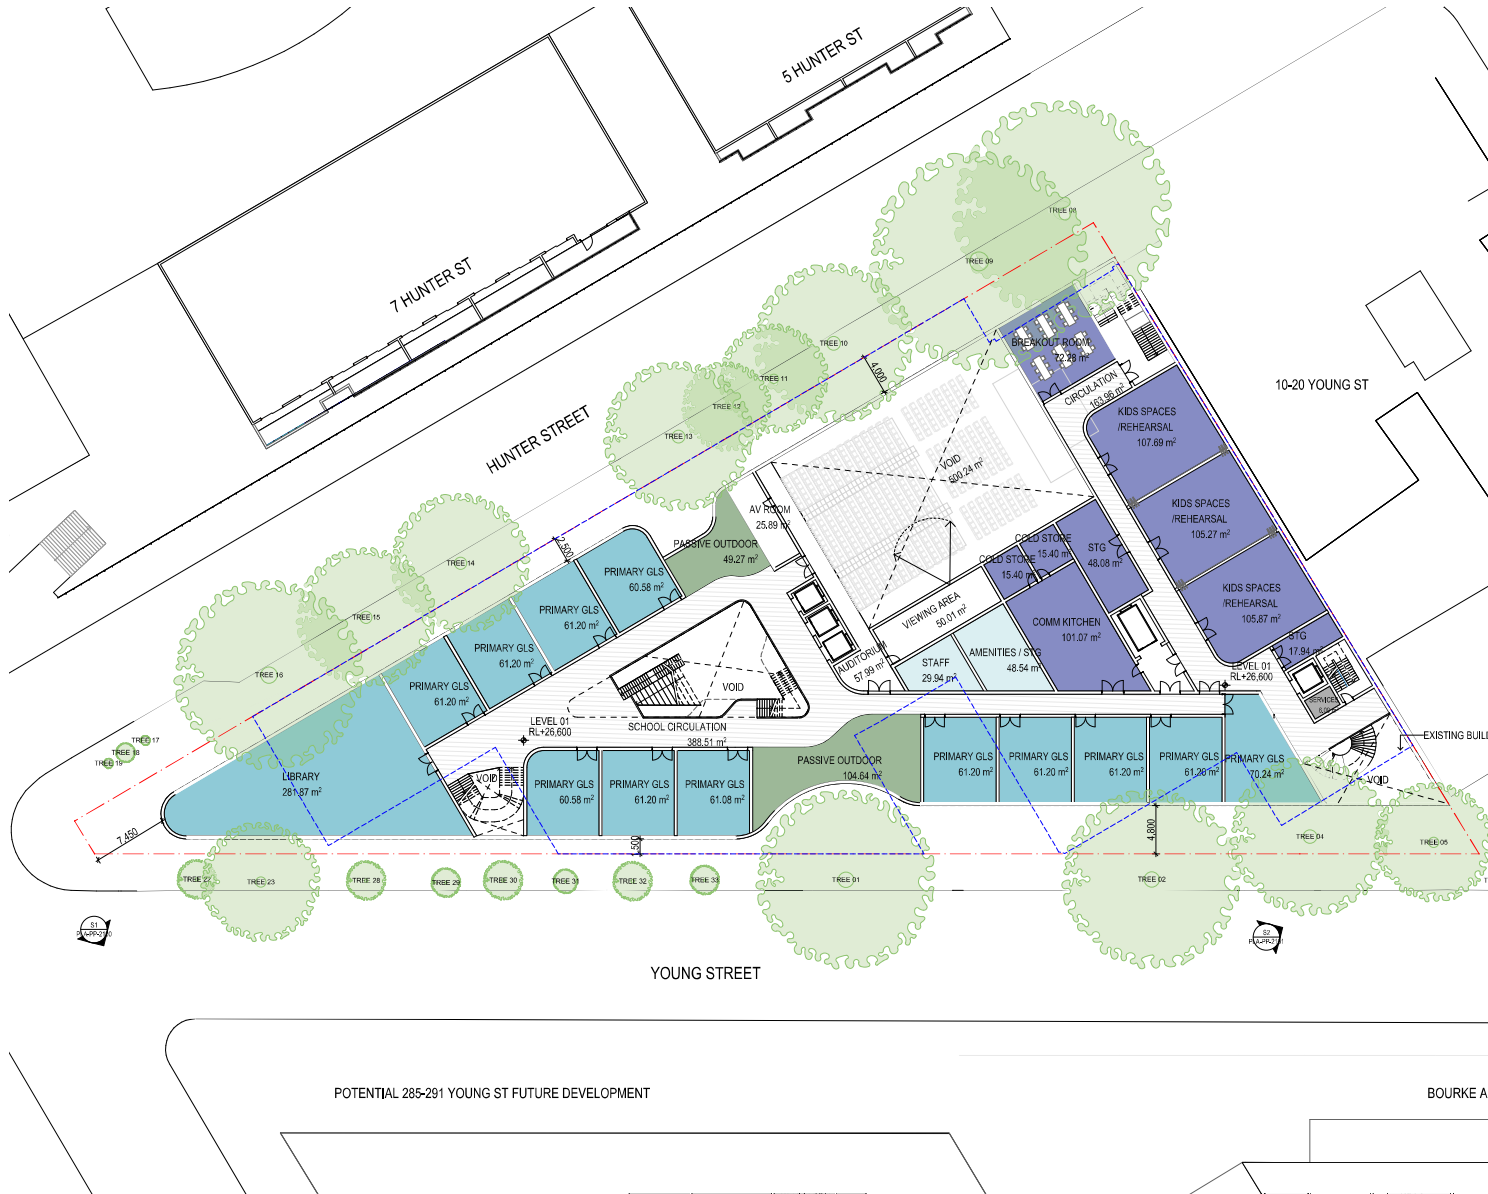 5 HUNTER ST
7 HUNTER ST
HUNTER STREET
10-20 YOUNG ST
TREE 08
TREE 09
TREE 10
TREE 11
TREE 12
TREE 13
TREE 14
TREE 15
TREE 16
TREE 17
TREE 18
TREE 19
4,000
2,500
7,450
BREAKOUT ROOM
72.28 m²
CIRCULATION
163.96 m²
KIDS SPACES
/REHEARSAL
107.69 m²
KIDS SPACES
/REHEARSAL
105.27 m²
KIDS SPACES
/REHEARSAL
105.87 m²
VOID
500.24 m²
AV ROOM
25.89 m²
PASSIVE OUTDOOR
49.27 m²
COLD STORE
15.40 m²
COLD STORE
15.40 m²
STG
48.08 m²
VIEWING AREA
50.01 m²
COMM KITCHEN
101.07 m²
AUDITORIUM
57.99 m²
STAFF
29.94 m²
AMENITIES / STG
48.54 m²
STG
17.94 m²
LEVEL 01
RL+26,600
SERVICES
PRIMARY GLS
60.58 m²
PRIMARY GLS
61.20 m²
PRIMARY GLS
61.20 m²
PRIMARY GLS
61.20 m²
VOID
LEVEL 01
RL+26,600
SCHOOL CIRCULATION
388.51 m²
LIBRARY
281.87 m²
VOID
PRIMARY GLS
60.58 m²
PRIMARY GLS
61.20 m²
PRIMARY GLS
61.08 m²
PASSIVE OUTDOOR
104.64 m²
PRIMARY GLS
61.20 m²
PRIMARY GLS
61.20 m²
PRIMARY GLS
61.20 m²
PRIMARY GLS
61.20 m²
PRIMARY GLS
70.24 m²
EXISTING BUIL
VOID
4,800
TREE 23
TREE 28
TREE 29
TREE 30
TREE 31
TREE 32
TREE 33
TREE 01
TREE 02
TREE 04
TREE 05
S1
S2
YOUNG STREET
POTENTIAL 285-291 YOUNG ST FUTURE DEVELOPMENT
BOURKE A